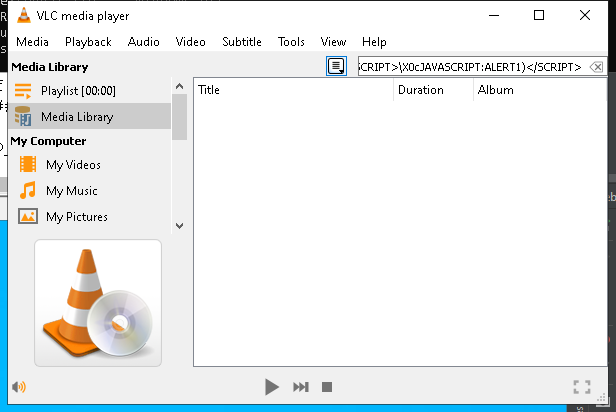 VLC media player
Media Playback Audio Video Subtitle Tools View Help
Media Library
;CRIPT>\X0cJAVASCRIPT:ALERT1)</SCRIPT>
Playlist [00:00]
Media Library
My Computer
My Videos
My Music
My Pictures
Title Duration Album